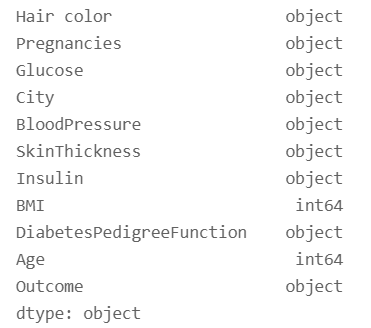 Hair color object
Pregnancies object
Glucose object
City object
BloodPressure object
SkinThickness object
Insulin object
BMI int64
DiabetesPedigreeFunction object
Age int64
Outcome object
dtype: object